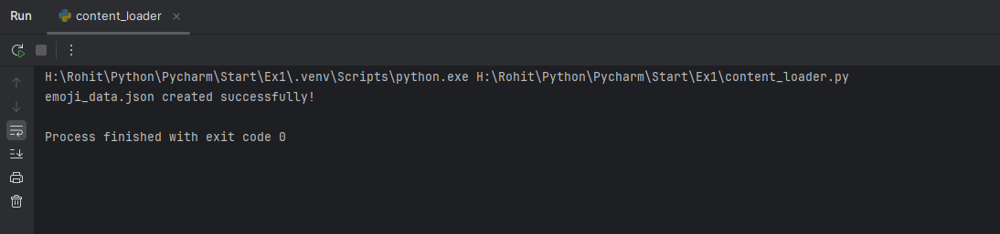 Run content_loader
H:\Rohit\Python\Pycharm\Start\Ex1\.venv\Scripts\python.exe H:\Rohit\Python\Pycharm\Start\Ex1\content_loader.py
emoji_data.json created successfully!
Process finished with exit code 0